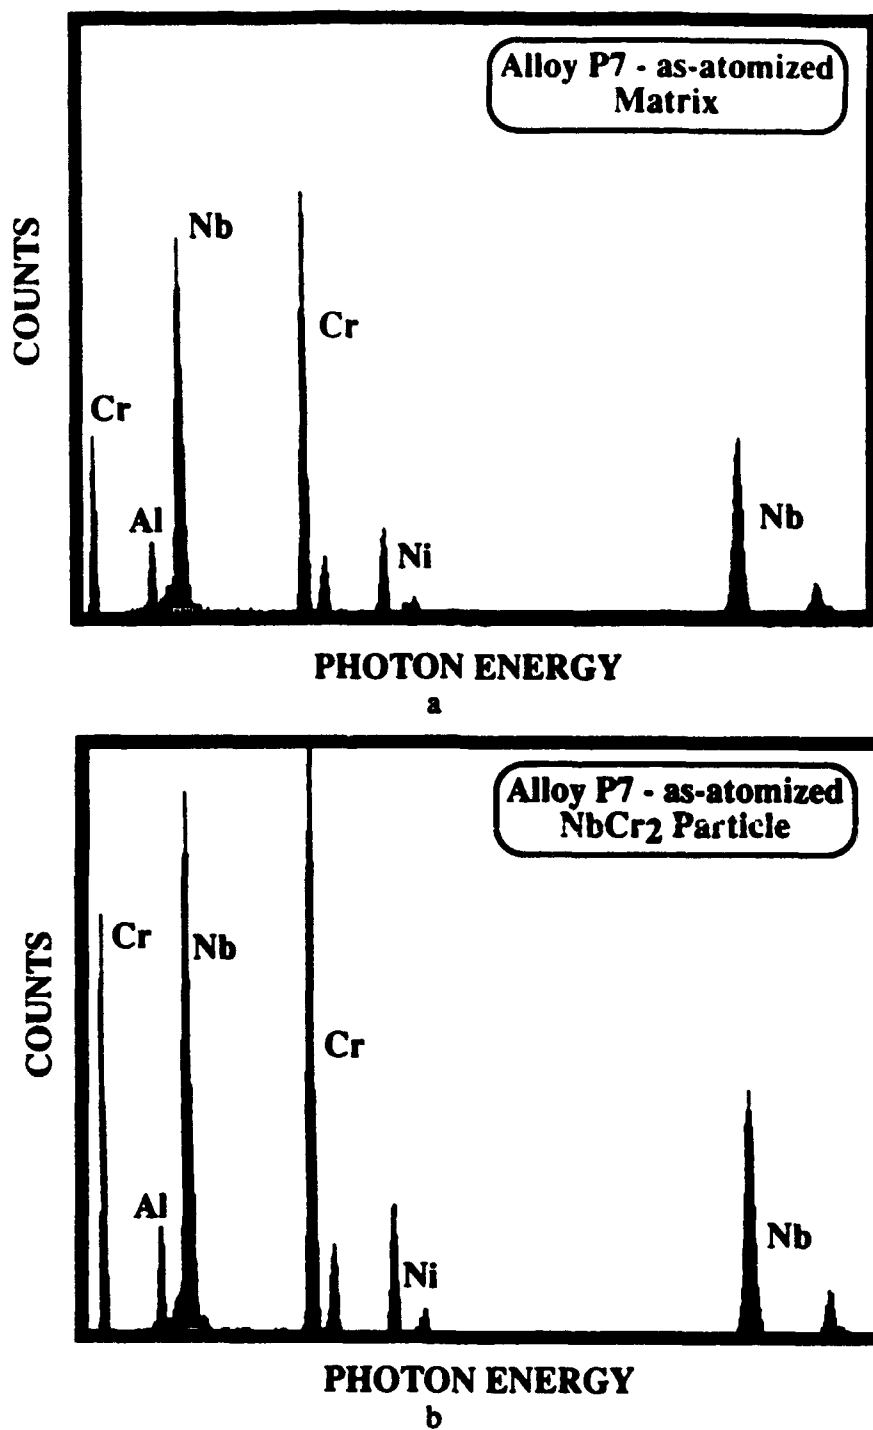 Alloy P7 - as-atomized
Matrix
COUNTS
Nb
Cr
Cr
Al
Ni
Nb
PHOTON ENERGY
a
Alloy P7 - as-atomized
NbCr2 Particle
COUNTS
Cr
Nb
Cr
Al
Ni
Nb
PHOTON ENERGY
b